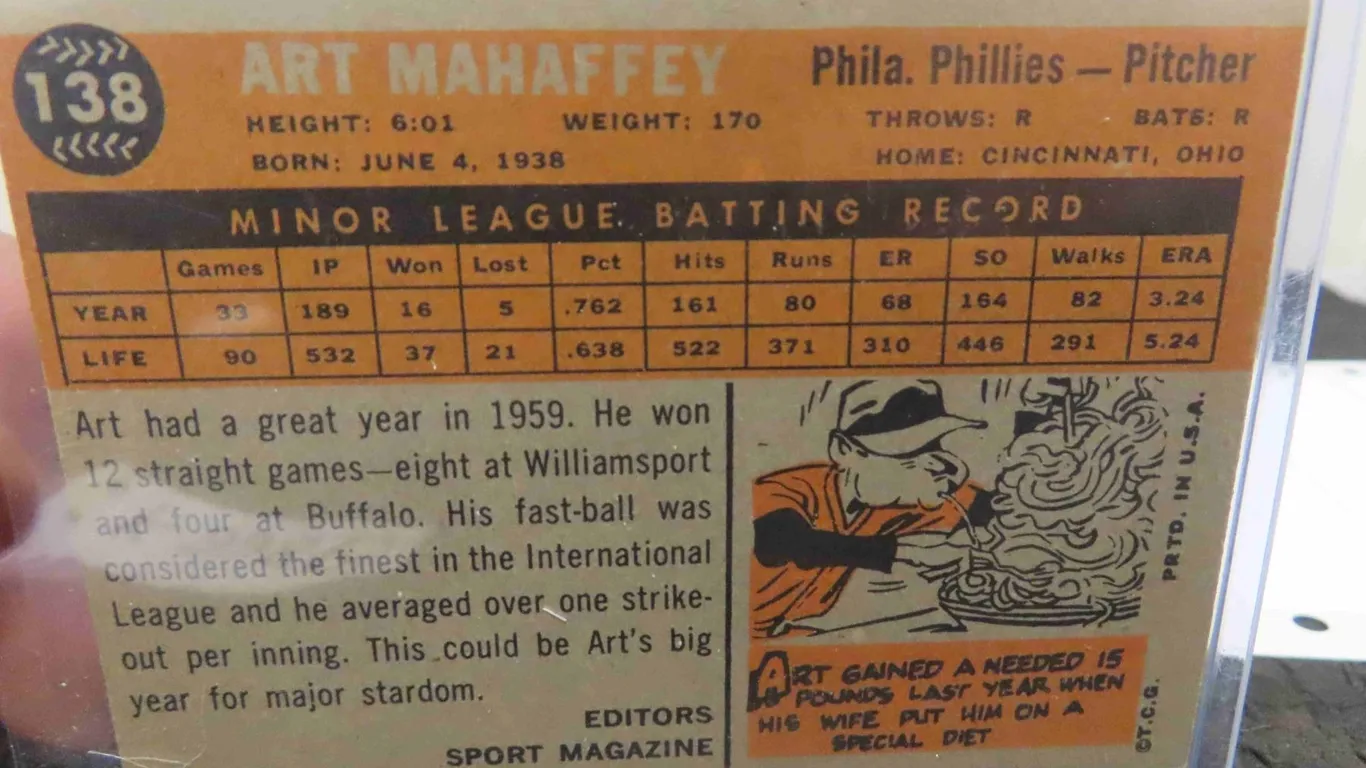 138
ART MAHAFFEY
Phila. Phillies — Pitcher
HEIGHT: 6:01 WEIGHT: 170 THROWS: R BATS: R
BORN: JUNE 4, 1938 HOME: CINCINNATI, OHIO
MINOR LEAGUE BATTING RECORD
Games IP Won Lost Pct Hits Runs ER SO Walks ERA
YEAR 33 189 16 5 .762 161 80 68 164 82 3.24
LIFE 90 532 37 21 .638 522 371 310 446 291 5.24
Art had a great year in 1959. He won
12 straight games—eight at Williamsport
and four at Buffalo. His fast-ball was
considered the finest in the International
League and he averaged over one strike-
out per inning. This could be Art's big
year for major stardom.
EDITORS
SPORT MAGAZINE
ART GAINED A NEEDED 15
POUNDS LAST YEAR WHEN
HIS WIFE PUT HIM ON A
SPECIAL DIET
PRTD. IN U.S.A.
©T.C.G.